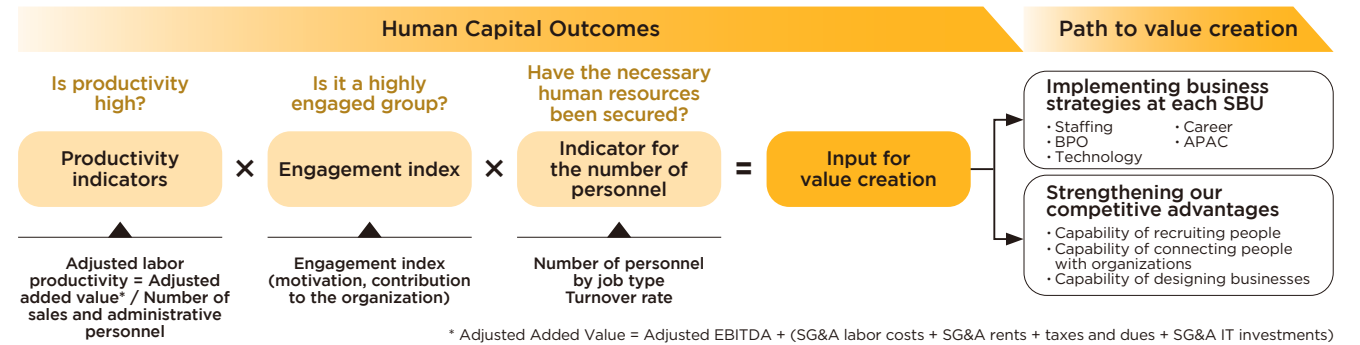 Human Capital Outcomes
Path to value creation
Is productivity
high?
Is it a highly
engaged group?
Have the necessary
human resources
been secured?
Productivity
indicators
×
Engagement index
×
Indicator for
the number of
personnel
=
Input for
value creation
Implementing business
strategies at each SBU
・Staffing
・BPO
・Technology
・Career
・APAC
Strengthening our
competitive advantages
・Capability of recruiting people
・Capability of connecting people
with organizations
・Capability of designing businesses
Adjusted labor
productivity = Adjusted
added value* / Number of
sales and administrative
personnel
Engagement index
(motivation, contribution
to the organization)
Number of personnel
by job type
Turnover rate
* Adjusted Added Value = Adjusted EBITDA + (SG&A labor costs + SG&A rents + taxes and dues + SG&A IT investments)